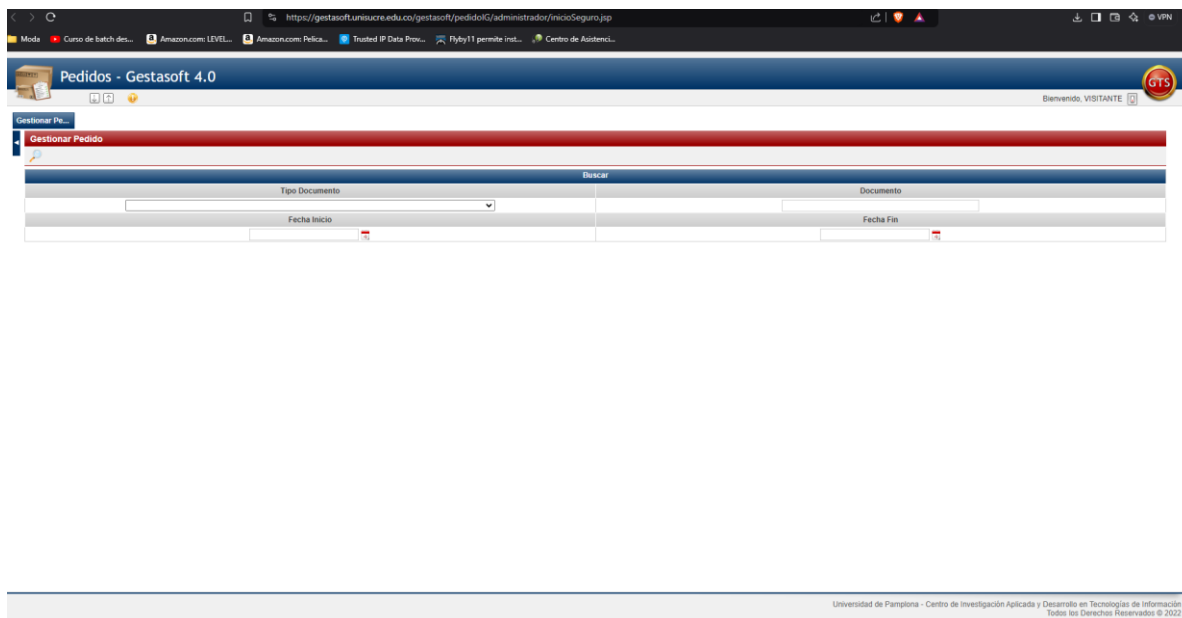 https://gestasoft.unisucre.edu.co/gestasoft/pedidoIG/administrador/inicioSeguro.jsp
VPN
Moda Curso de batch des... Amazon.com: LEVEL... Amazon.com: Pelica... Trusted IP Data Prov... Flyby11 permite inst... Centro de Asistenci...
Pedidos - Gestasoft 4.0
GTS
Bienvenido, VISITANTE
Gestionar Pe...
Gestionar Pedido
Buscar
Tipo Documento Documento
Fecha Inicio Fecha Fin
Universidad de Pamplona - Centro de Investigación Aplicada y Desarrollo en Tecnologías de Información
Todos los Derechos Reservados © 2022